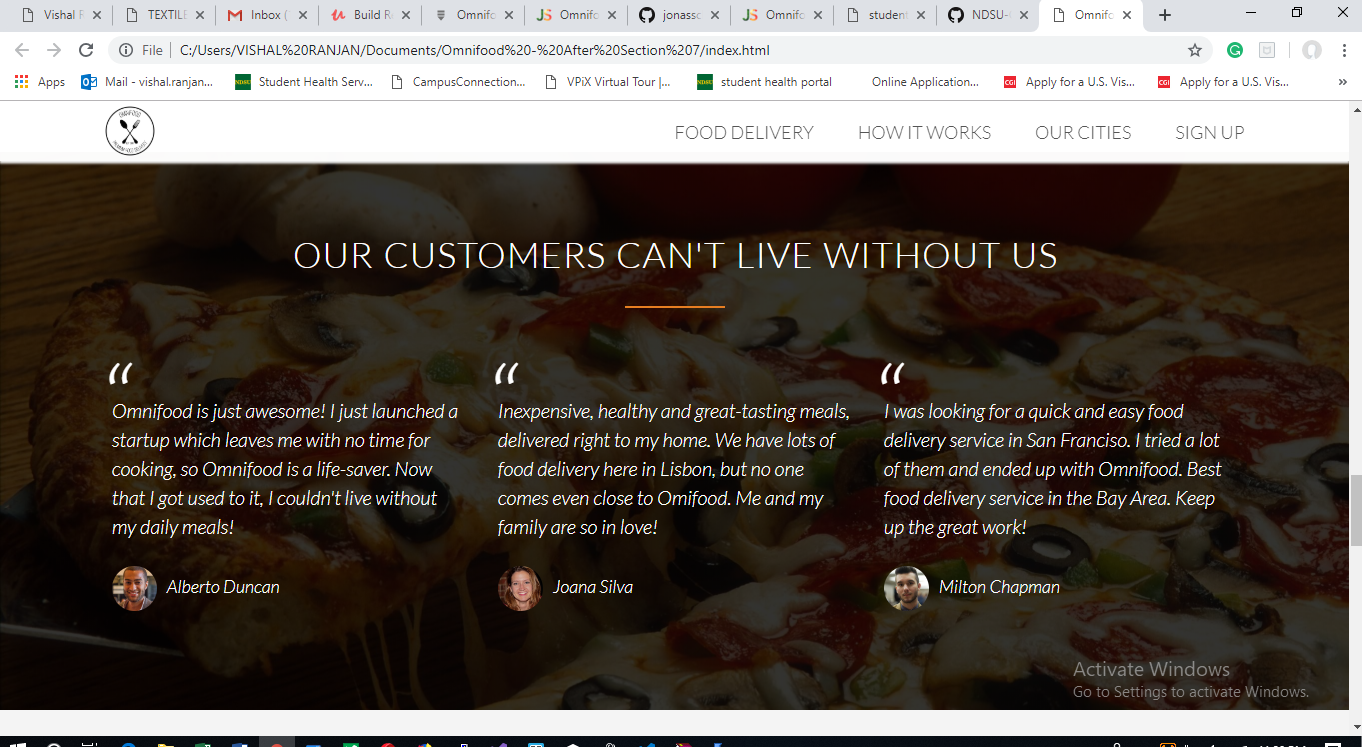 Vishal F
TEXTILE
Inbox (
Build R
Omnifo
Omnifo
jonassc
Omnifo
student
NDSU-
Omnifo
File
C:/Users/VISHAL%20RANJAN/Documents/Omnifood%20-%20After%20Section%207/index.html
Apps
Mail - vishal.ranjan...
NDSU
Student Health Serv...
CampusConnection...
VPiX Virtual Tour |...
NDSU
student health portal
Online Application...
CGI
Apply for a U.S. Vis...
CGI
Apply for a U.S. Vis...
OMNIFOOD
FOOD DELIVERY
HOW IT WORKS
OUR CITIES
SIGN UP
OUR CUSTOMERS CAN'T LIVE WITHOUT US
“
Omnifood is just awesome! I just launched a
startup which leaves me with no time for
cooking, so Omnifood is a life-saver. Now
that I got used to it, I couldn't live without
my daily meals!
Alberto Duncan
“
Inexpensive, healthy and great-tasting meals,
delivered right to my home. We have lots of
food delivery here in Lisbon, but no one
comes even close to Omifood. Me and my
family are so in love!
Joana Silva
“
I was looking for a quick and easy food
delivery service in San Franciso. I tried a lot
of them and ended up with Omnifood. Best
food delivery service in the Bay Area. Keep
up the great work!
Milton Chapman
Activate Windows
Go to Settings to activate Windows.